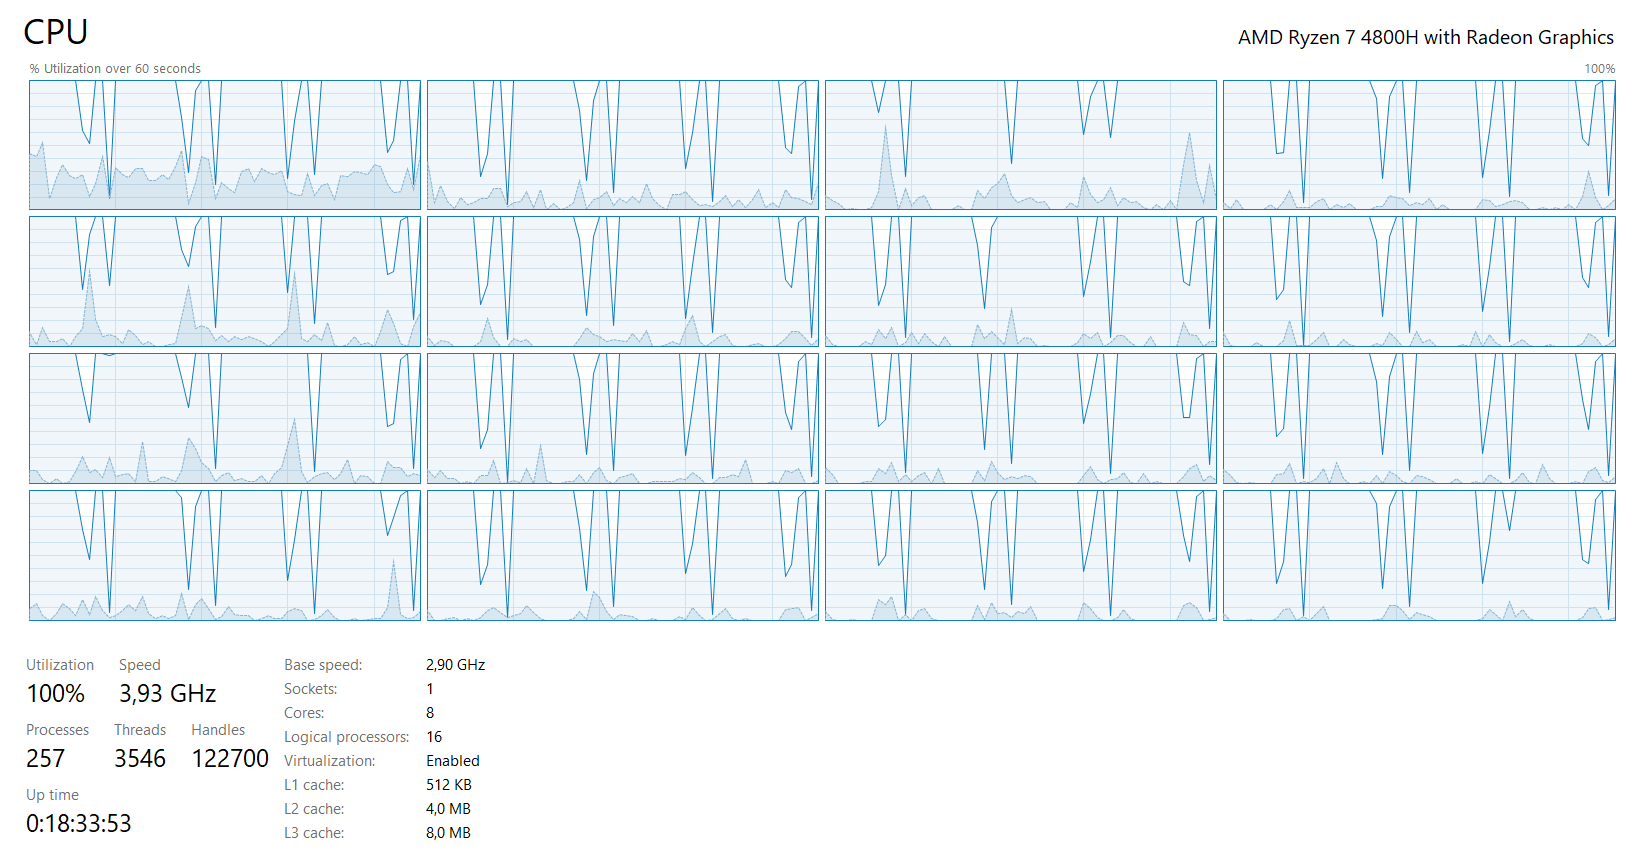 CPU
AMD Ryzen 7 4800H with Radeon Graphics
% Utilization over 60 seconds
100%
Utilization Speed
100% 3,93 GHz
Processes Threads Handles
257 3546 122700
Up time
0:18:33:53
Base speed: 2,90 GHz
Sockets: 1
Cores: 8
Logical processors: 16
Virtualization: Enabled
L1 cache: 512 KB
L2 cache: 4,0 MB
L3 cache: 8,0 MB